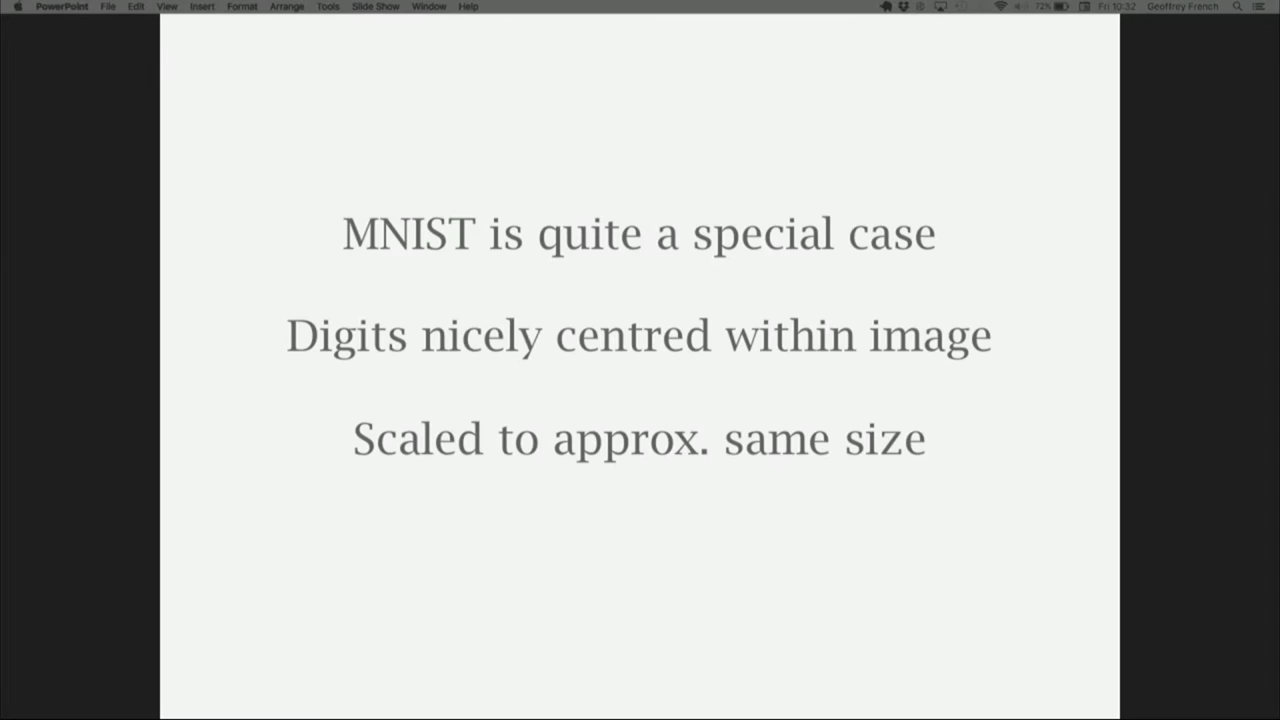 PowerPoint File Edit View Insert Format Arrange Tools Slide Show Window Help 72% Fri 10:32 Geoffrey French
MNIST is quite a special case
Digits nicely centred within image
Scaled to approx. same size